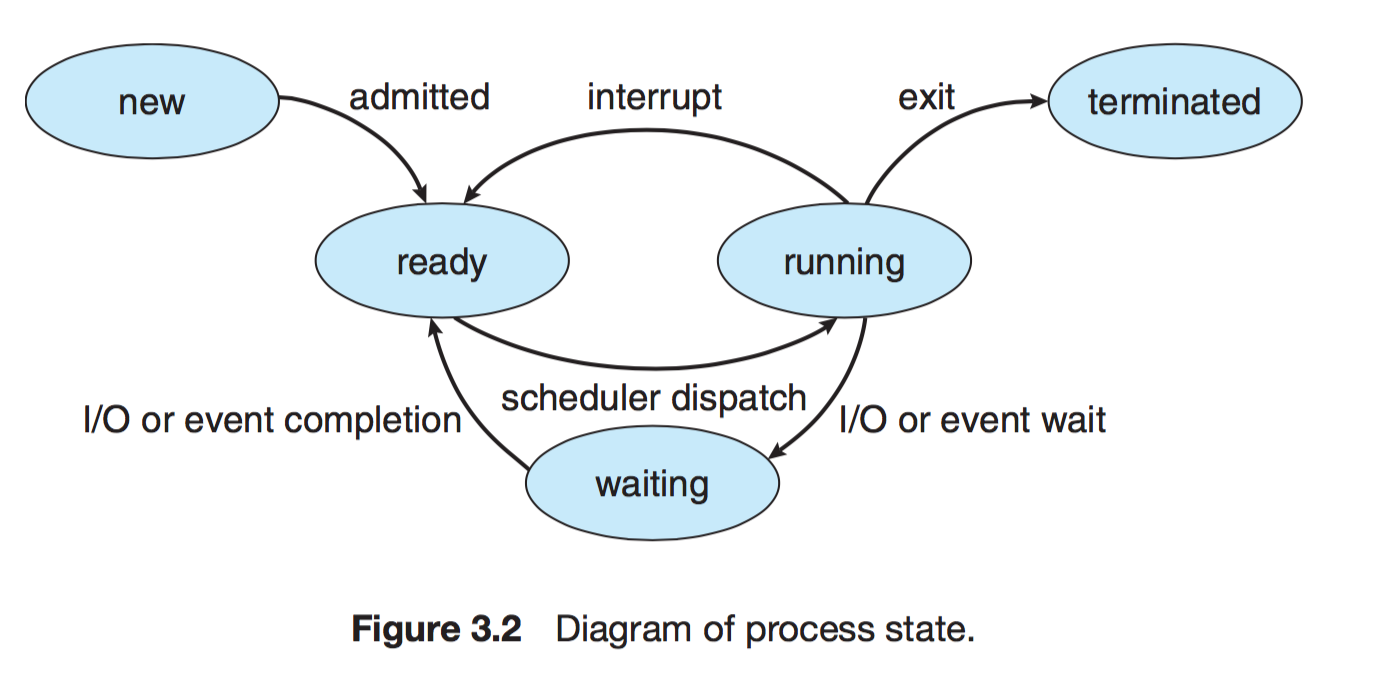 new
admitted
interrupt
exit
terminated
ready
running
scheduler dispatch
I/O or event completion
I/O or event wait
waiting
Figure 3.2 Diagram of process state.